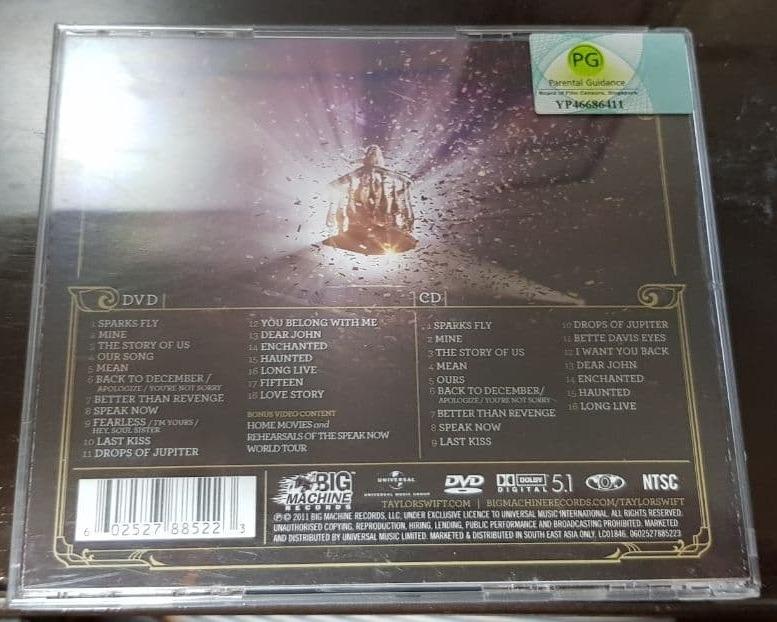 PG
Parental Guidance
Board of Film Censors, Singapore
YP46686411
DVD
1 SPARKS FLY
2 MINE
3 THE STORY OF US
4 OUR SONG
5 MEAN
6 BACK TO DECEMBER /
APOLOGIZE / YOU'RE NOT SORRY
7 BETTER THAN REVENGE
8 SPEAK NOW
9 FEARLESS / I'M YOURS /
HEY, SOUL SISTER
10 LAST KISS
11 DROPS OF JUPITER
12 YOU BELONG WITH ME
13 DEAR JOHN
14 ENCHANTED
15 HAUNTED
16 LONG LIVE
17 FIFTEEN
18 LOVE STORY
BONUS VIDEO CONTENT
HOME MOVIES and
REHEARSALS OF THE SPEAK NOW
WORLD TOUR
CD
1 SPARKS FLY
2 MINE
3 THE STORY OF US
4 MEAN
5 OURS
6 BACK TO DECEMBER/
APOLOGIZE / YOU'RE NOT SORRY
7 BETTER THAN REVENGE
8 SPEAK NOW
9 LAST KISS
10 DROPS OF JUPITER
11 BETTE DAVIS EYES
12 I WANT YOU BACK
13 DEAR JOHN
14 ENCHANTED
15 HAUNTED
16 LONG LIVE
6 02527 88522 3
BIG
MACHINE
RECORDS
UNIVERSAL
UNIVERSAL MUSIC GROUP
DVD
DOLBY
DIGITAL 5.1
NTSC
TAYLORSWIFT.COM | BIGMACHINERECORDS.COM/TAYLORSWIFT
℗© 2011 BIG MACHINE RECORDS, LLC. UNDER EXCLUSIVE LICENCE TO UNIVERSAL MUSIC INTERNATIONAL. ALL RIGHTS RESERVED.
UNAUTHORISED COPYING, REPRODUCTION, HIRING, LENDING, PUBLIC PERFORMANCE AND BROADCASTING PROHIBITED. MARKETED
AND DISTRIBUTED BY UNIVERSAL MUSIC LIMITED. MARKETED & DISTRIBUTED IN SOUTH EAST ASIA ONLY. LC01846. 0602527885223